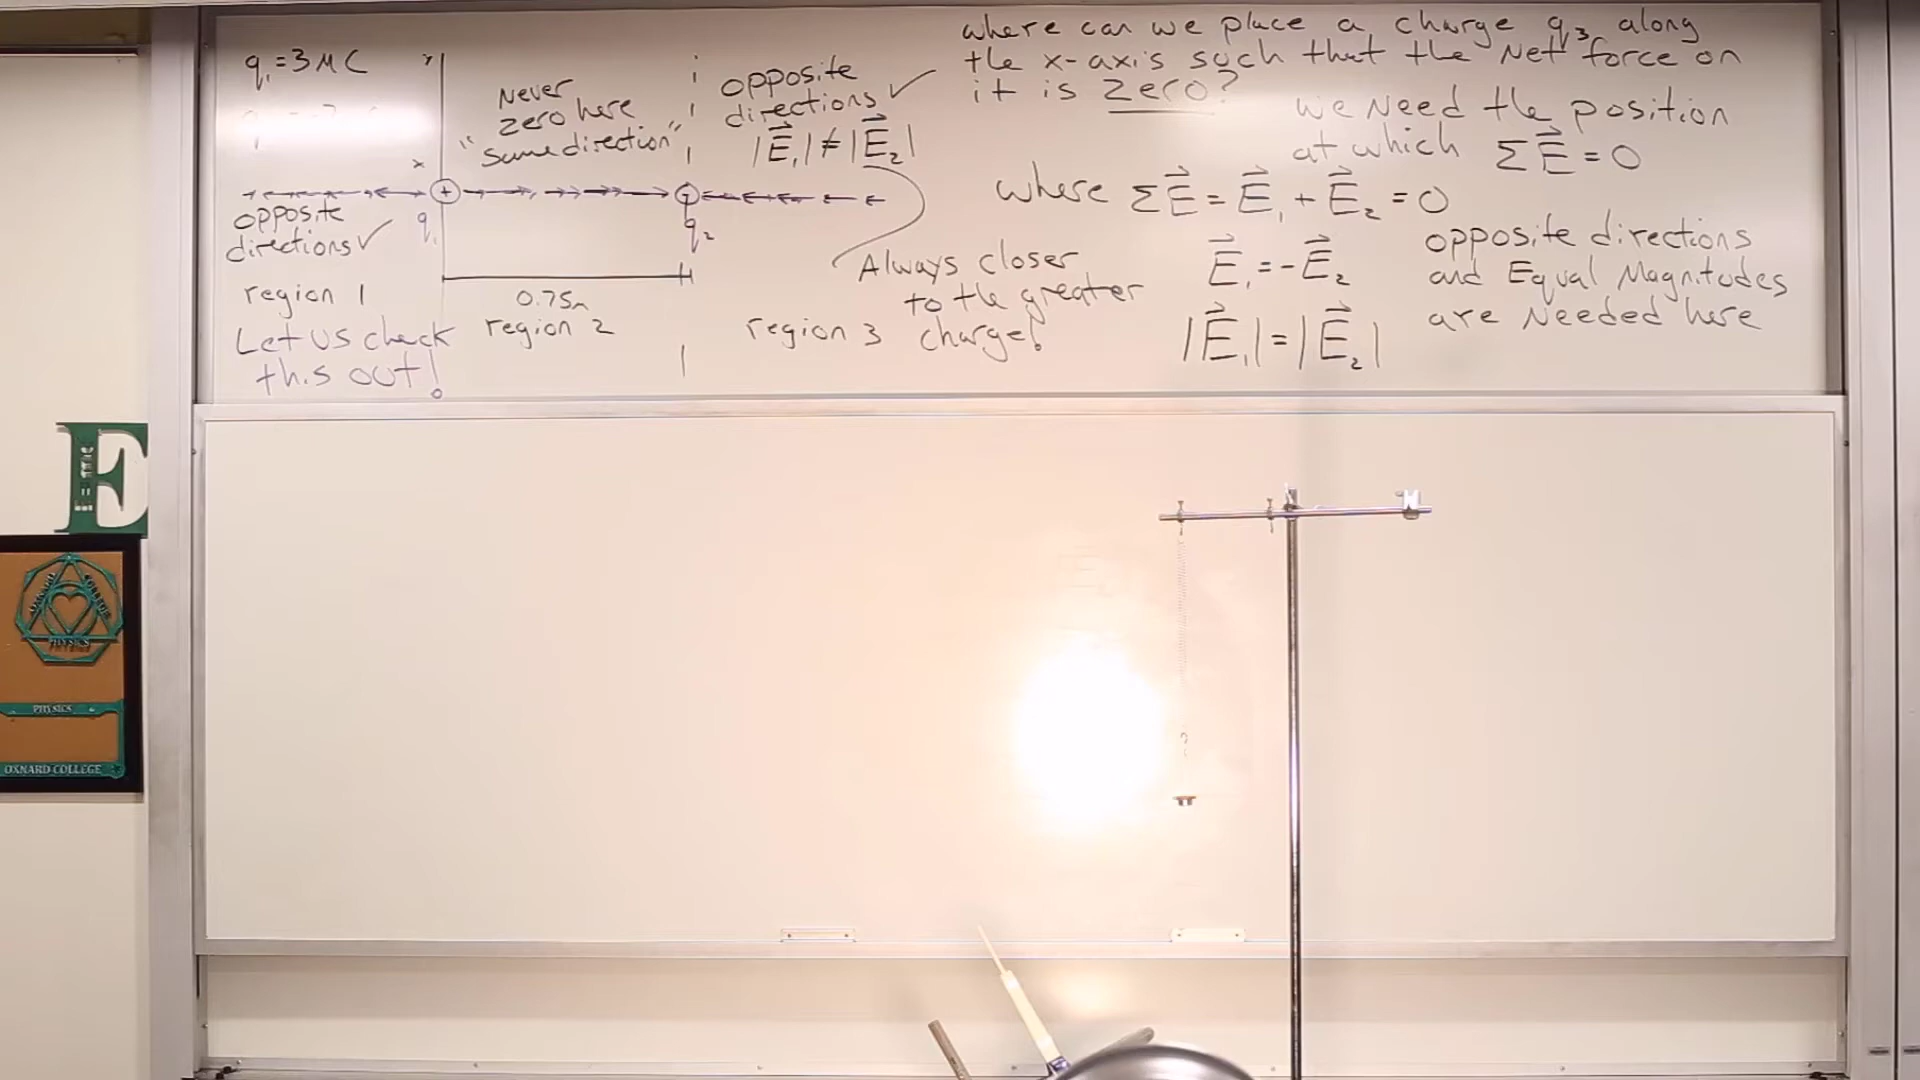 q₁ = 3 μC
y
x
Never
zero here
"same direction"
opposite
directions ✓
|E⃗₁| ≠ |E⃗₂|
where can we place a charge q₃ along
the x-axis such that the Net force on
it is zero?
we Need the position
at which ΣE⃗ = 0
where ΣE⃗ = E⃗₁ + E⃗₂ = 0
E⃗₁ = -E⃗₂
|E⃗₁| = |E⃗₂|
opposite directions
and Equal Magnitudes
are Needed here
+
opposite
directions ✓
q₁
q₂
0.75m
region 1
region 2
region 3
Let us check
this out!
Always closer
to the greater
charge!
E
PHYSICS
PHYSICS
OXNARD COLLEGE